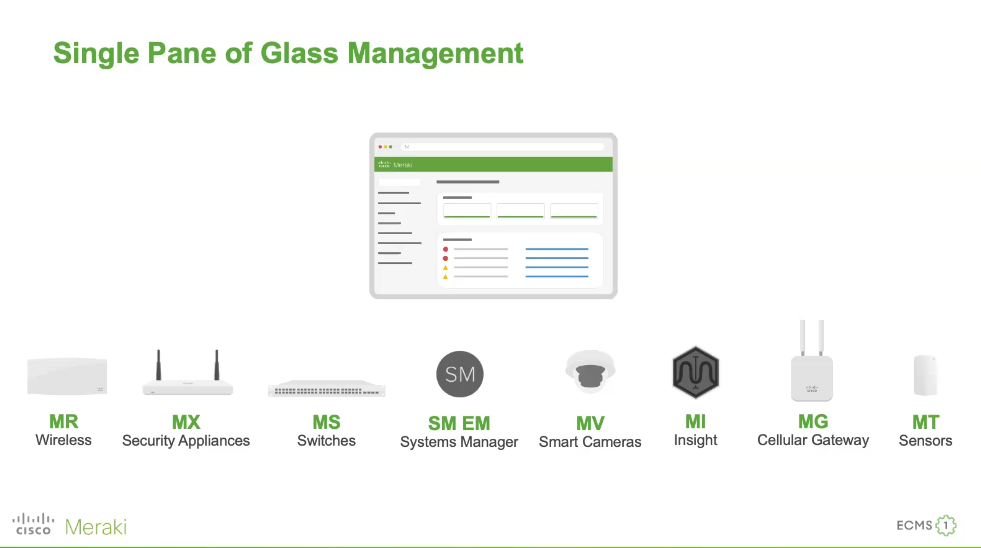 Single Pane of Glass Management
CISCO Meraki
SM
MR
Wireless
MX
Security Appliances
MS
Switches
SM EM
Systems Manager
MV
Smart Cameras
MI
Insight
MG
Cellular Gateway
MT
Sensors
CISCO Meraki
ECMS 1